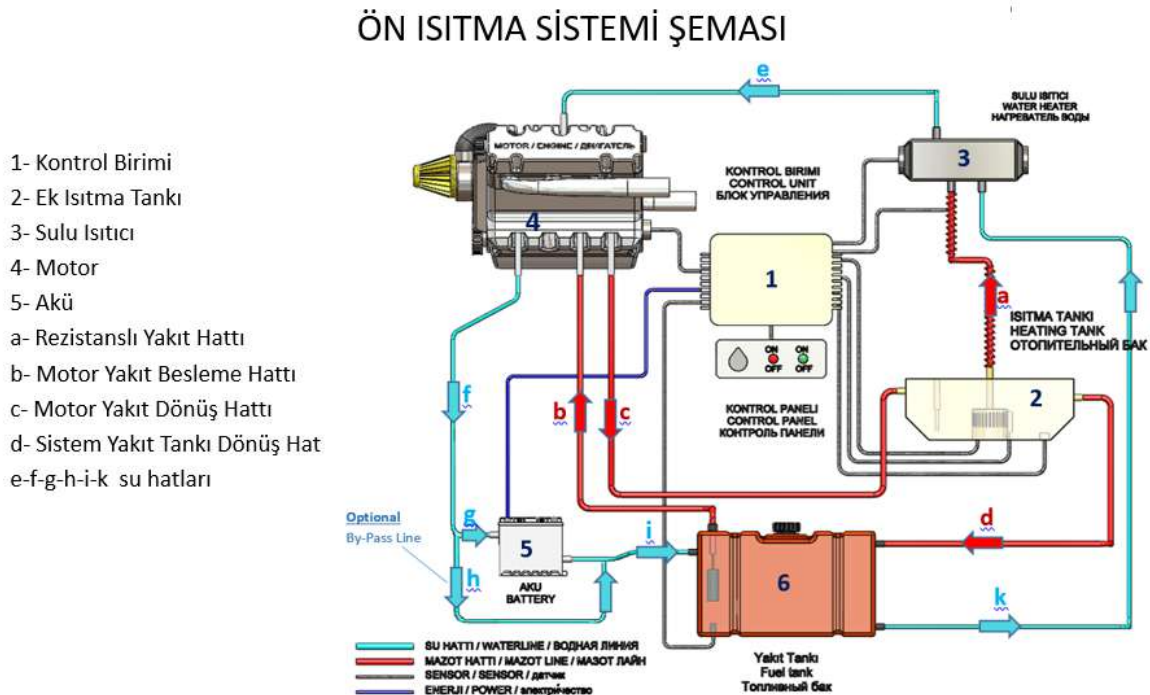 ÖN ISITMA SİSTEMİ ŞEMASI
1- Kontrol Birimi
2- Ek Isıtma Tankı
3- Sulu Isıtıcı
4- Motor
5- Akü
a- Rezistanslı Yakıt Hattı
b- Motor Yakıt Besleme Hattı
c- Motor Yakıt Dönüş Hattı
d- Sistem Yakıt Tankı Dönüş Hat
e-f-g-h-i-k su hatları
e
SULU ISITICI
WATER HEATER
НАГРЕВАТЕЛЬ ВОДЫ
3
MOTOR / ENGINE / ДВИГАТЕЛЬ
4
KONTROL BIRIMI
CONTROL UNIT
БЛОК УПРАВЛЕНИЯ
1
ON
OFF
ON
OFF
KONTROL PANELİ
CONTROL PANEL
КОНТРОЛЬ ПАНЕЛИ
a
ISITMA TANKI
HEATING TANK
ОТОПИТЕЛЬНЫЙ БАК
2
f
b
c
Optional
By-Pass Line
g
h
5
AKU
BATTERY
i
6
d
k
SU HATTI / WATERLINE / ВОДНАЯ ЛИНИЯ
MAZOT HATTI / MAZOT LINE / МАЗОТ ЛАЙН
SENSOR / SENSOR / датчик
ENERJI / POWER / электричество
Yakıt Tankı
Fuel tank
Топливный бак